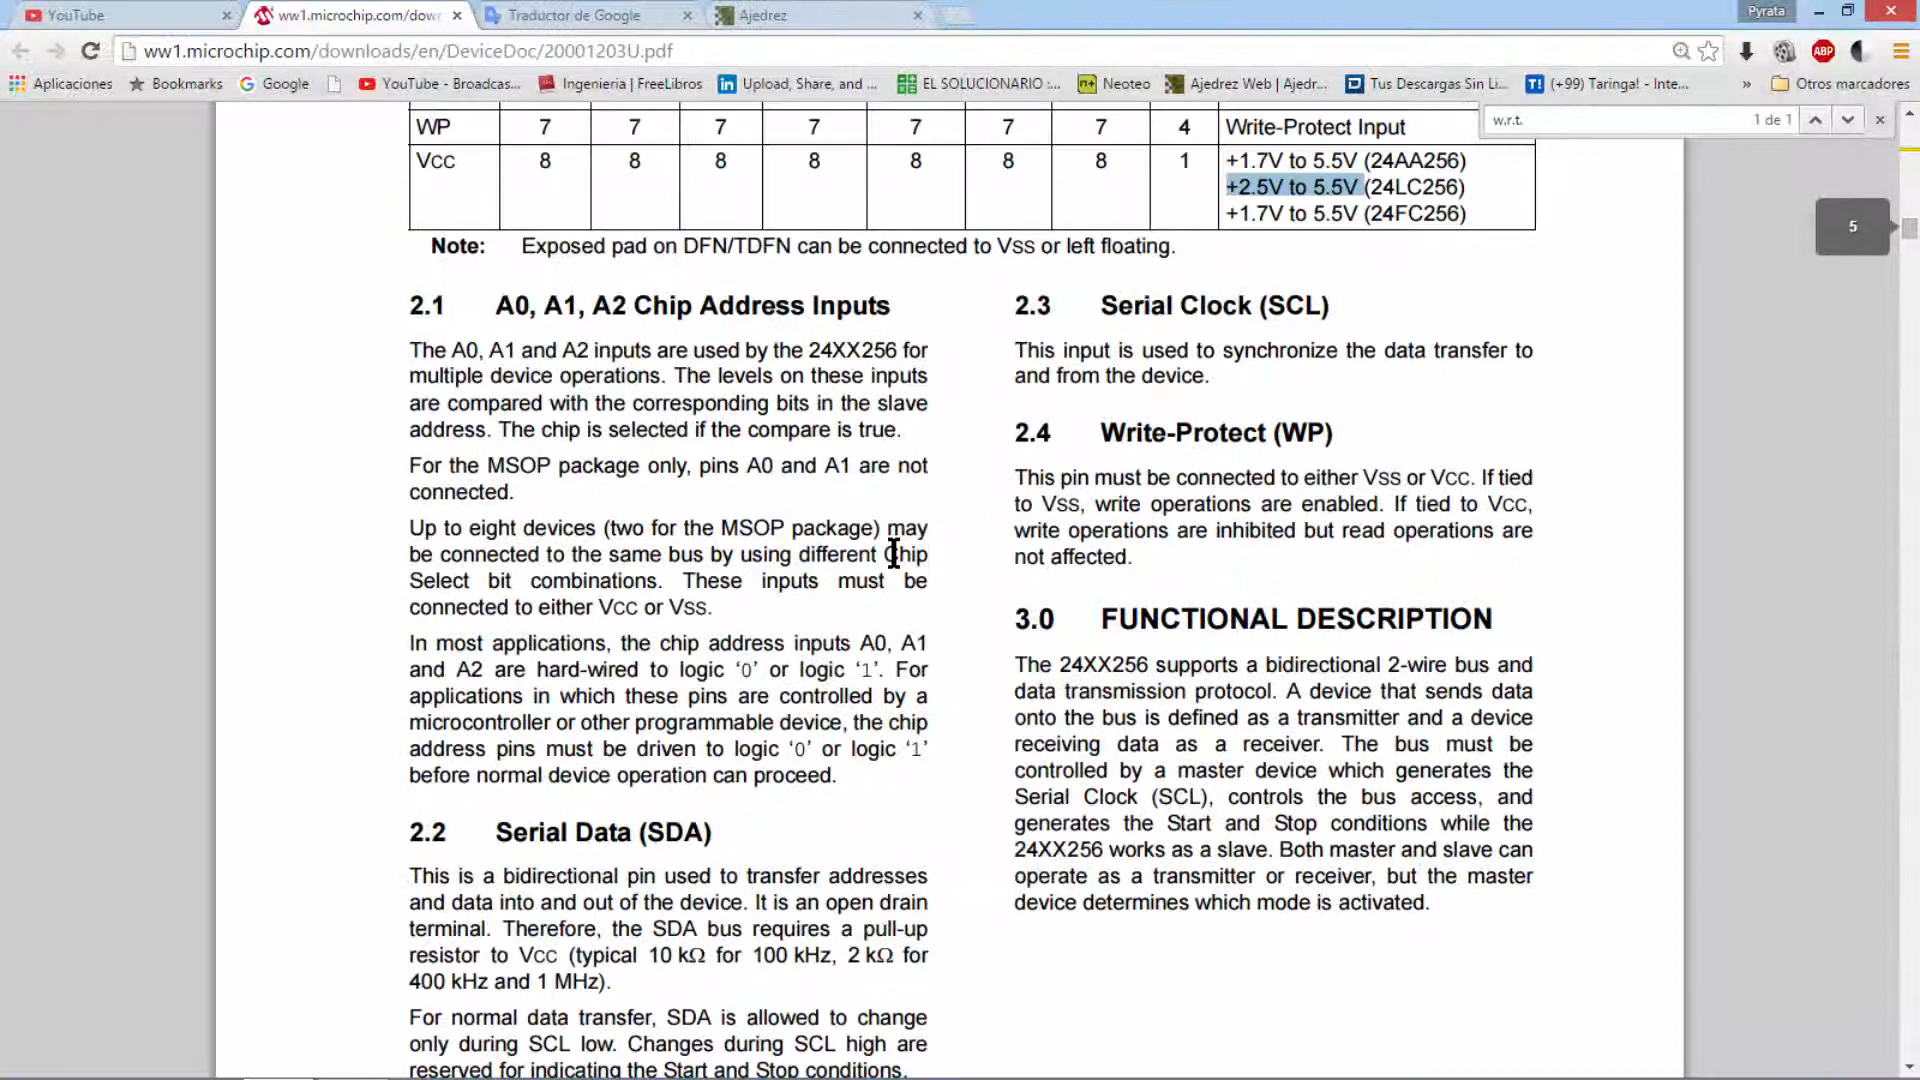 YouTube
ww1.microchip.com/dow
Traductor de Google
Ajedrez
Pyrata
ww1.microchip.com/downloads/en/DeviceDoc/20001203U.pdf
ABP
Aplicaciones
Bookmarks
Google
YouTube - Broadcas...
Ingenieria | FreeLibros
Upload, Share, and ...
EL SOLUCIONARIO :...
Neoteo
Ajedrez Web | Ajedr...
Tus Descargas Sin Li...
(+99) Taringa! - Inte...
»
Otros marcadores
w.r.t.
1 de 1
WP 7 7 7 7 7 7 7 4 Write-Protect Input
VCC 8 8 8 8 8 8 8 1 +1.7V to 5.5V (24AA256)
+2.5V to 5.5V (24LC256)
+1.7V to 5.5V (24FC256)
5
Note: Exposed pad on DFN/TDFN can be connected to VSS or left floating.
2.1 A0, A1, A2 Chip Address Inputs
The A0, A1 and A2 inputs are used by the 24XX256 for
multiple device operations. The levels on these inputs
are compared with the corresponding bits in the slave
address. The chip is selected if the compare is true.
For the MSOP package only, pins A0 and A1 are not
connected.
Up to eight devices (two for the MSOP package) may
be connected to the same bus by using different Chip
Select bit combinations. These inputs must be
connected to either VCC or VSS.
In most applications, the chip address inputs A0, A1
and A2 are hard-wired to logic ‘0’ or logic ‘1’. For
applications in which these pins are controlled by a
microcontroller or other programmable device, the chip
address pins must be driven to logic ‘0’ or logic ‘1’
before normal device operation can proceed.
2.2 Serial Data (SDA)
This is a bidirectional pin used to transfer addresses
and data into and out of the device. It is an open drain
terminal. Therefore, the SDA bus requires a pull-up
resistor to VCC (typical 10 kΩ for 100 kHz, 2 kΩ for
400 kHz and 1 MHz).
For normal data transfer, SDA is allowed to change
only during SCL low. Changes during SCL high are
reserved for indicating the Start and Stop conditions.
2.3 Serial Clock (SCL)
This input is used to synchronize the data transfer to
and from the device.
2.4 Write-Protect (WP)
This pin must be connected to either VSS or VCC. If tied
to VSS, write operations are enabled. If tied to VCC,
write operations are inhibited but read operations are
not affected.
3.0 FUNCTIONAL DESCRIPTION
The 24XX256 supports a bidirectional 2-wire bus and
data transmission protocol. A device that sends data
onto the bus is defined as a transmitter and a device
receiving data as a receiver. The bus must be
controlled by a master device which generates the
Serial Clock (SCL), controls the bus access, and
generates the Start and Stop conditions while the
24XX256 works as a slave. Both master and slave can
operate as a transmitter or receiver, but the master
device determines which mode is activated.